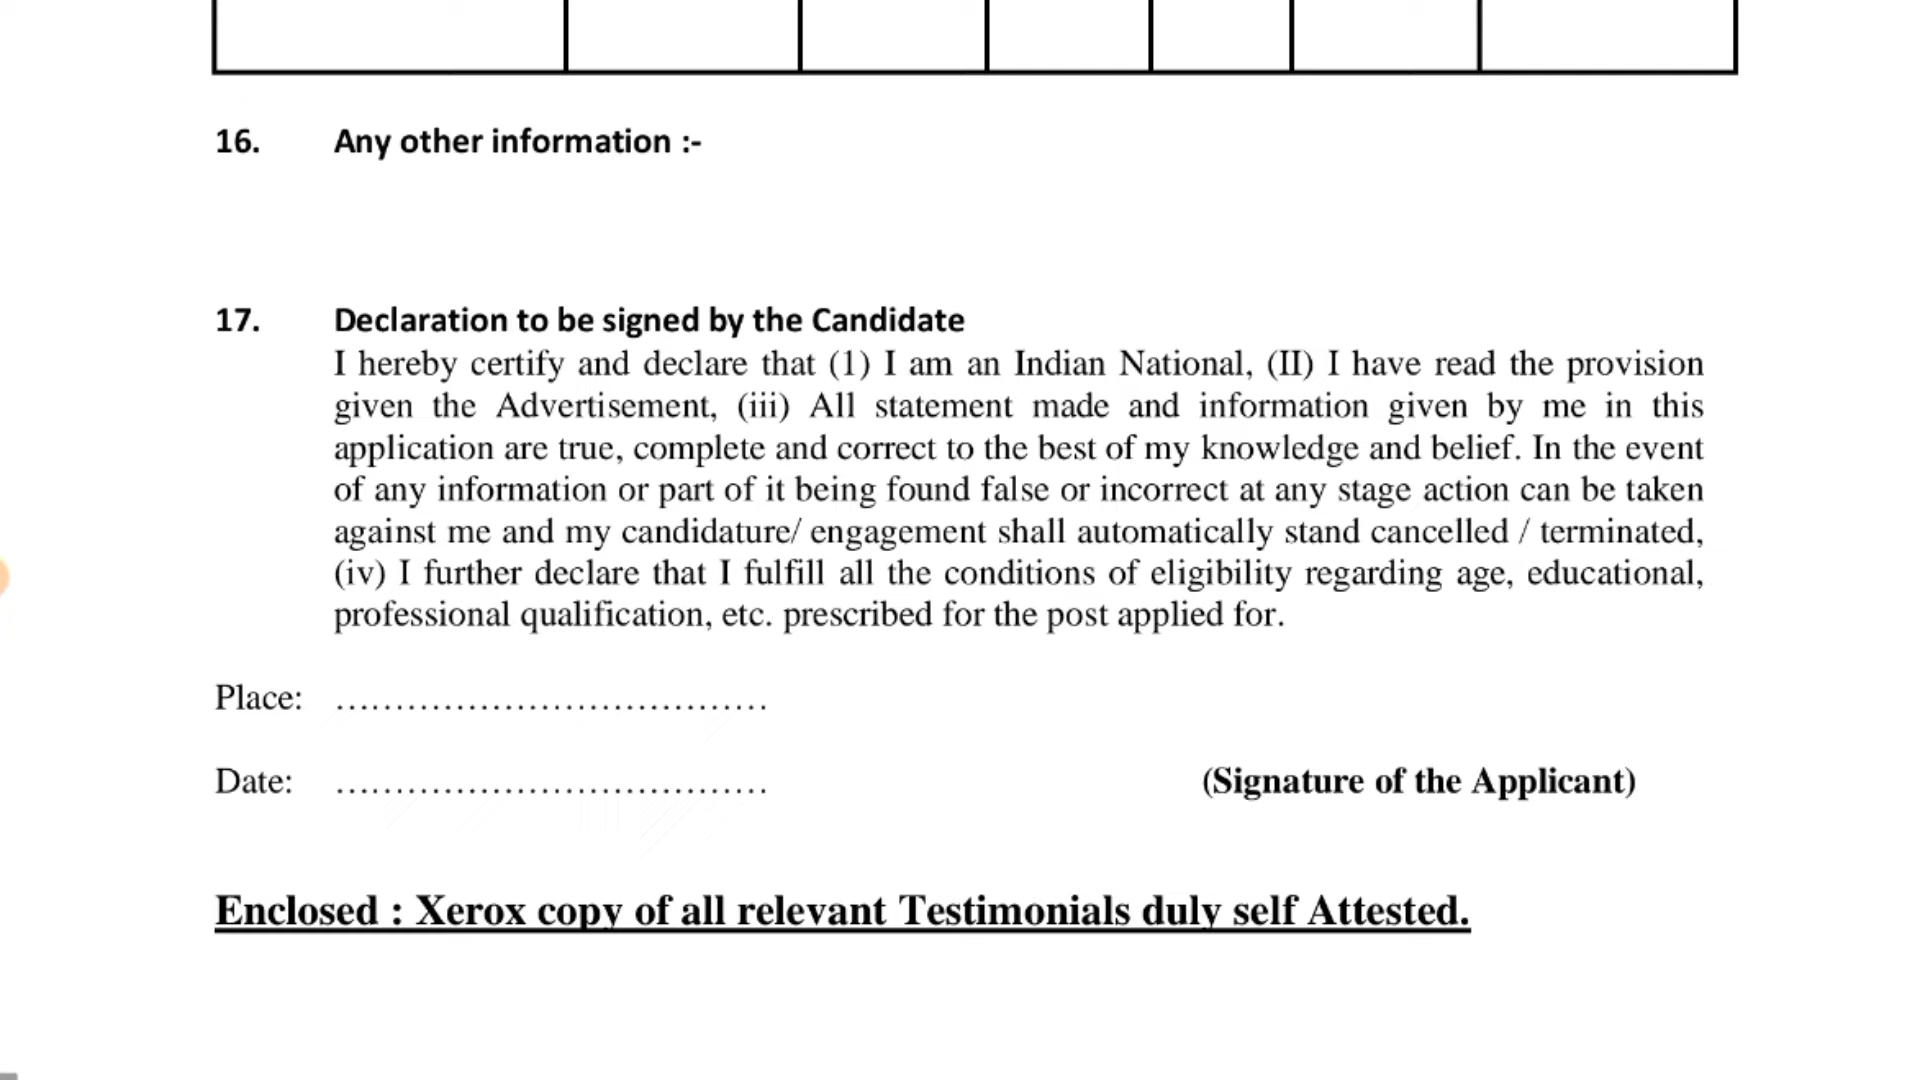 16. Any other information :-
17. Declaration to be signed by the Candidate
I hereby certify and declare that (1) I am an Indian National, (II) I have read the provision
given the Advertisement, (iii) All statement made and information given by me in this
application are true, complete and correct to the best of my knowledge and belief. In the event
of any information or part of it being found false or incorrect at any stage action can be taken
against me and my candidature/ engagement shall automatically stand cancelled / terminated,
(iv) I further declare that I fulfill all the conditions of eligibility regarding age, educational,
professional qualification, etc. prescribed for the post applied for.
Place: ....................................
Date: .................................... (Signature of the Applicant)
Enclosed : Xerox copy of all relevant Testimonials duly self Attested.